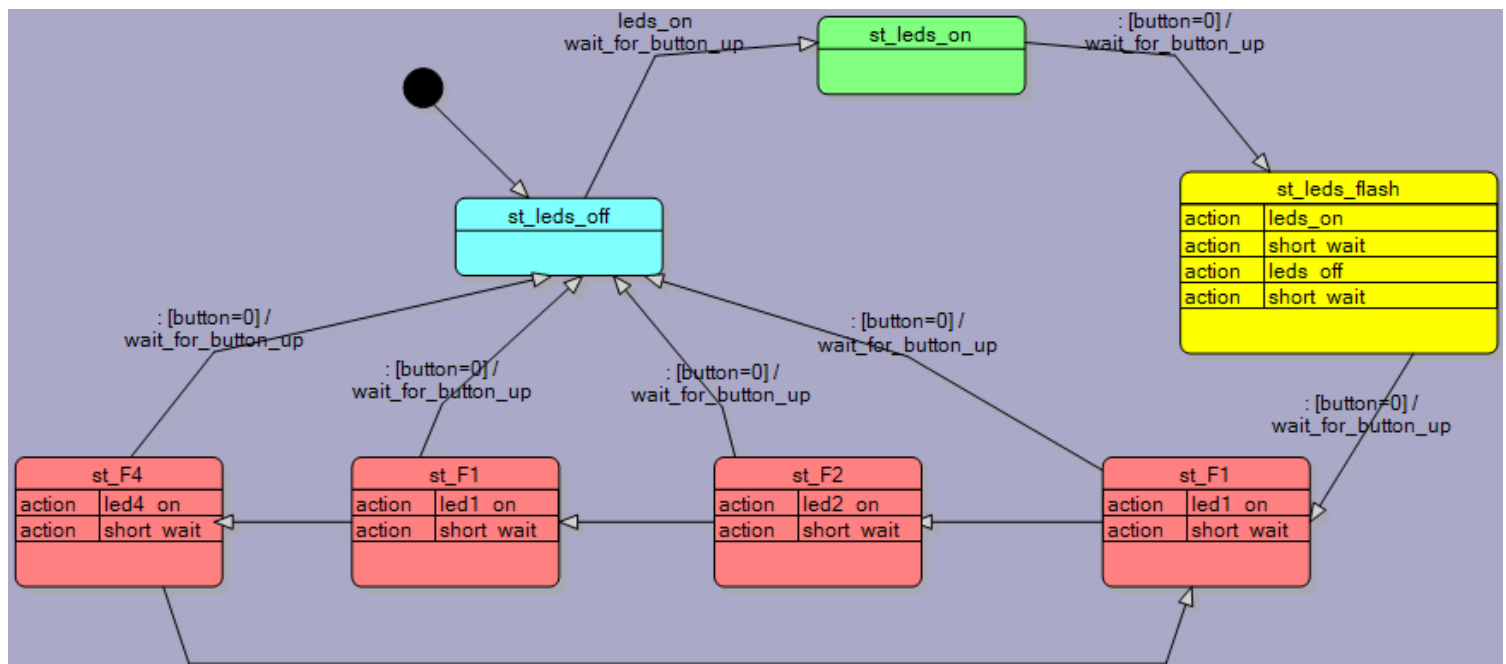 leds_on
wait_for_button_up
st_leds_on
: [button=0] /
wait_for_button_up
st_leds_off
st_leds_flash
action leds_on
action short_wait
action leds_off
action short_wait
: [button=0] /
wait_for_button_up
: [button=0] /
wait_for_button_up
: [button=0] /
wait_for_button_up
: [button=0] /
wait_for_button_up
: [button=0] /
wait_for_button_up
st_F4
action led4_on
action short_wait
st_F1
action led1_on
action short_wait
st_F2
action led2_on
action short_wait
st_F1
action led1_on
action short_wait